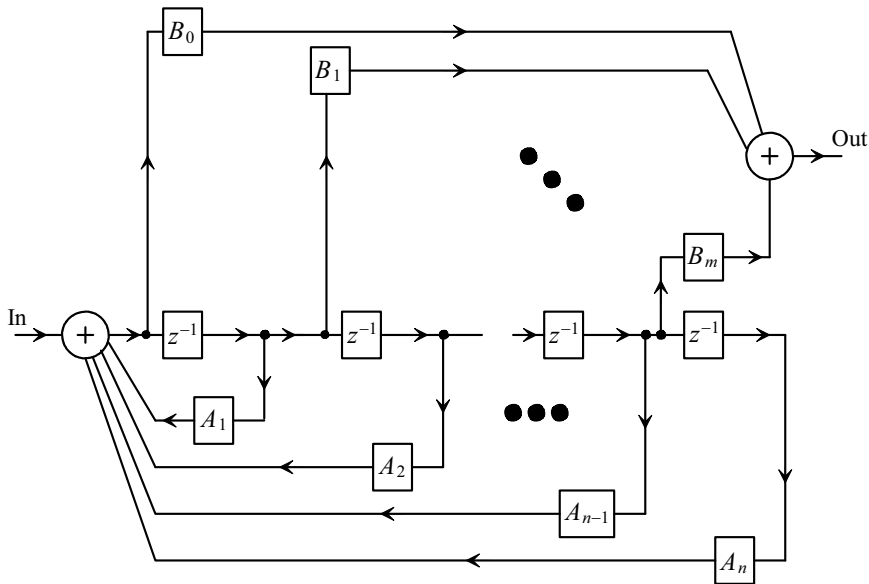 B₀
B₁
Out
+
Bₘ
In
+
z⁻¹
z⁻¹
z⁻¹
z⁻¹
A₁
A₂
Aₙ₋₁
Aₙ